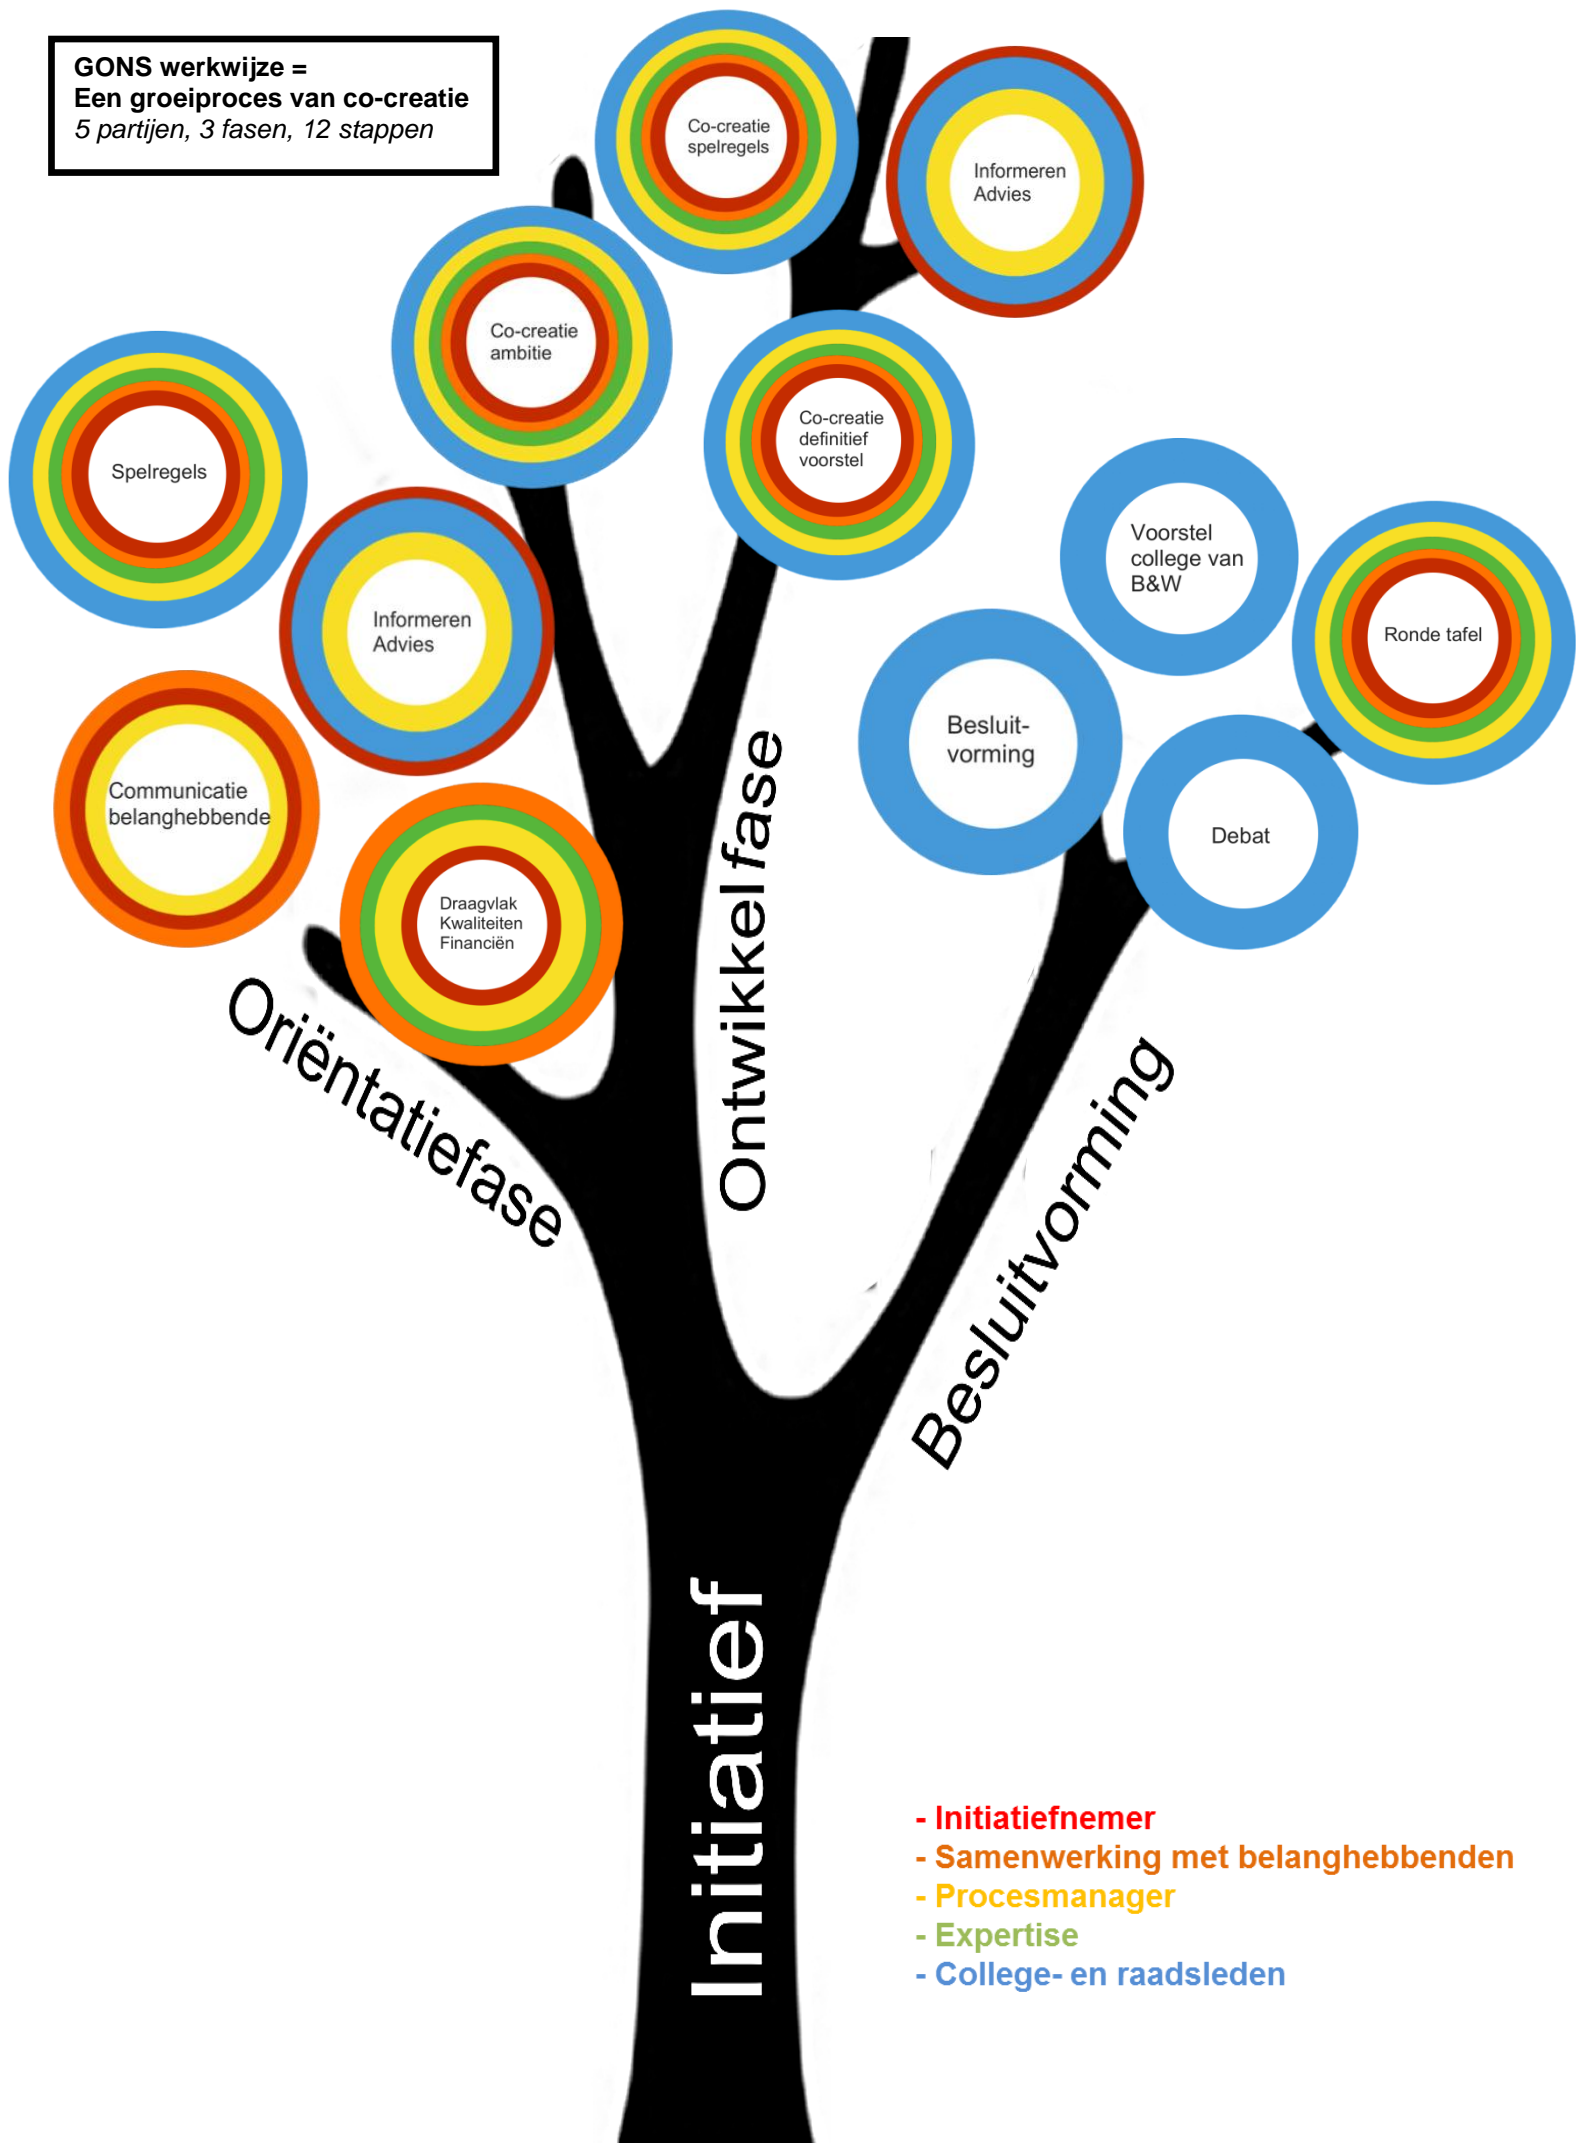 GONS werkwijze =
Een groeiproces van co-creatie
5 partijen, 3 fasen, 12 stappen
Co-creatie
spelregels
Informeren
Advies
Co-creatie
ambitie
Co-creatie
definitief
voorstel
Spelregels
Informeren
Advies
Voorstel
college van
B&W
Ronde tafel
Besluit-
vorming
Debat
Communicatie
belanghebbende
Draagvlak
Kwaliteiten
Financiën
Oriëntatiefase
Ontwikkelfase
Besluitvorming
Initiatief
- Initiatiefnemer
- Samenwerking met belanghebbenden
- Procesmanager
- Expertise
- College- en raadsleden